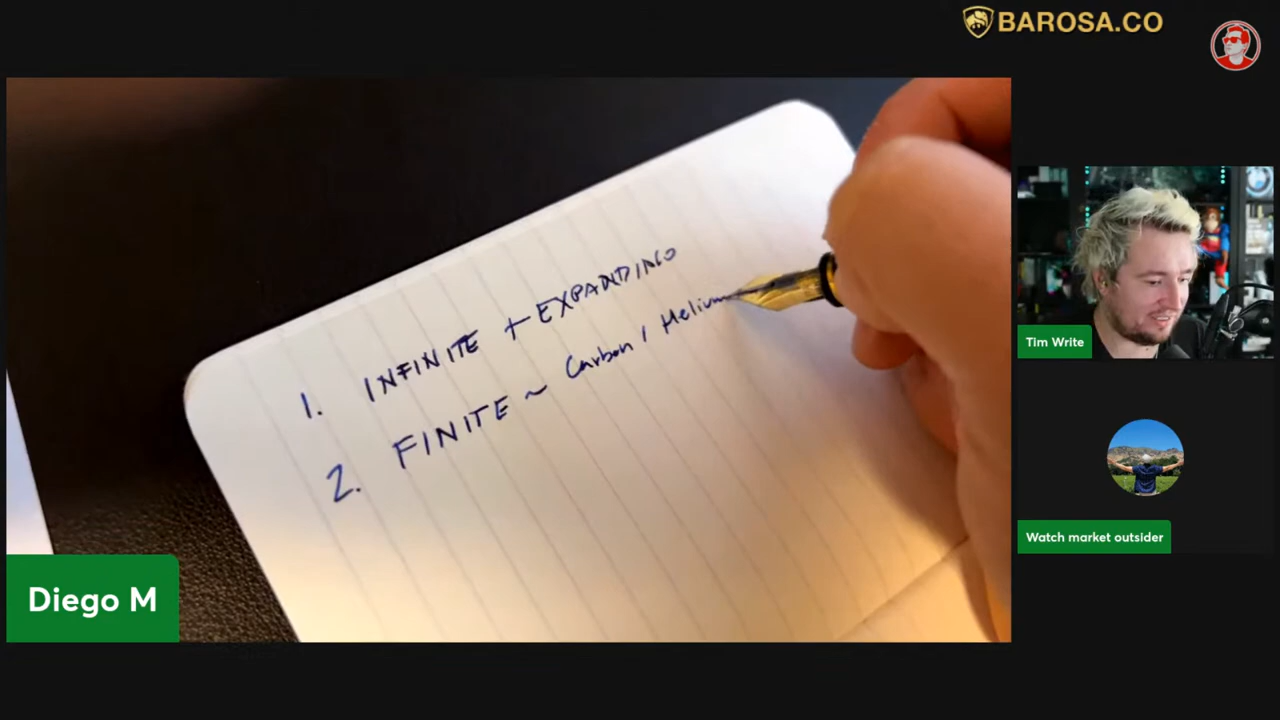 BAROSA.CO
1. INFINITE + EXPANDING
2. FINITE ~ Carbon / Helium
Tim Write
Watch market outsider
Diego M